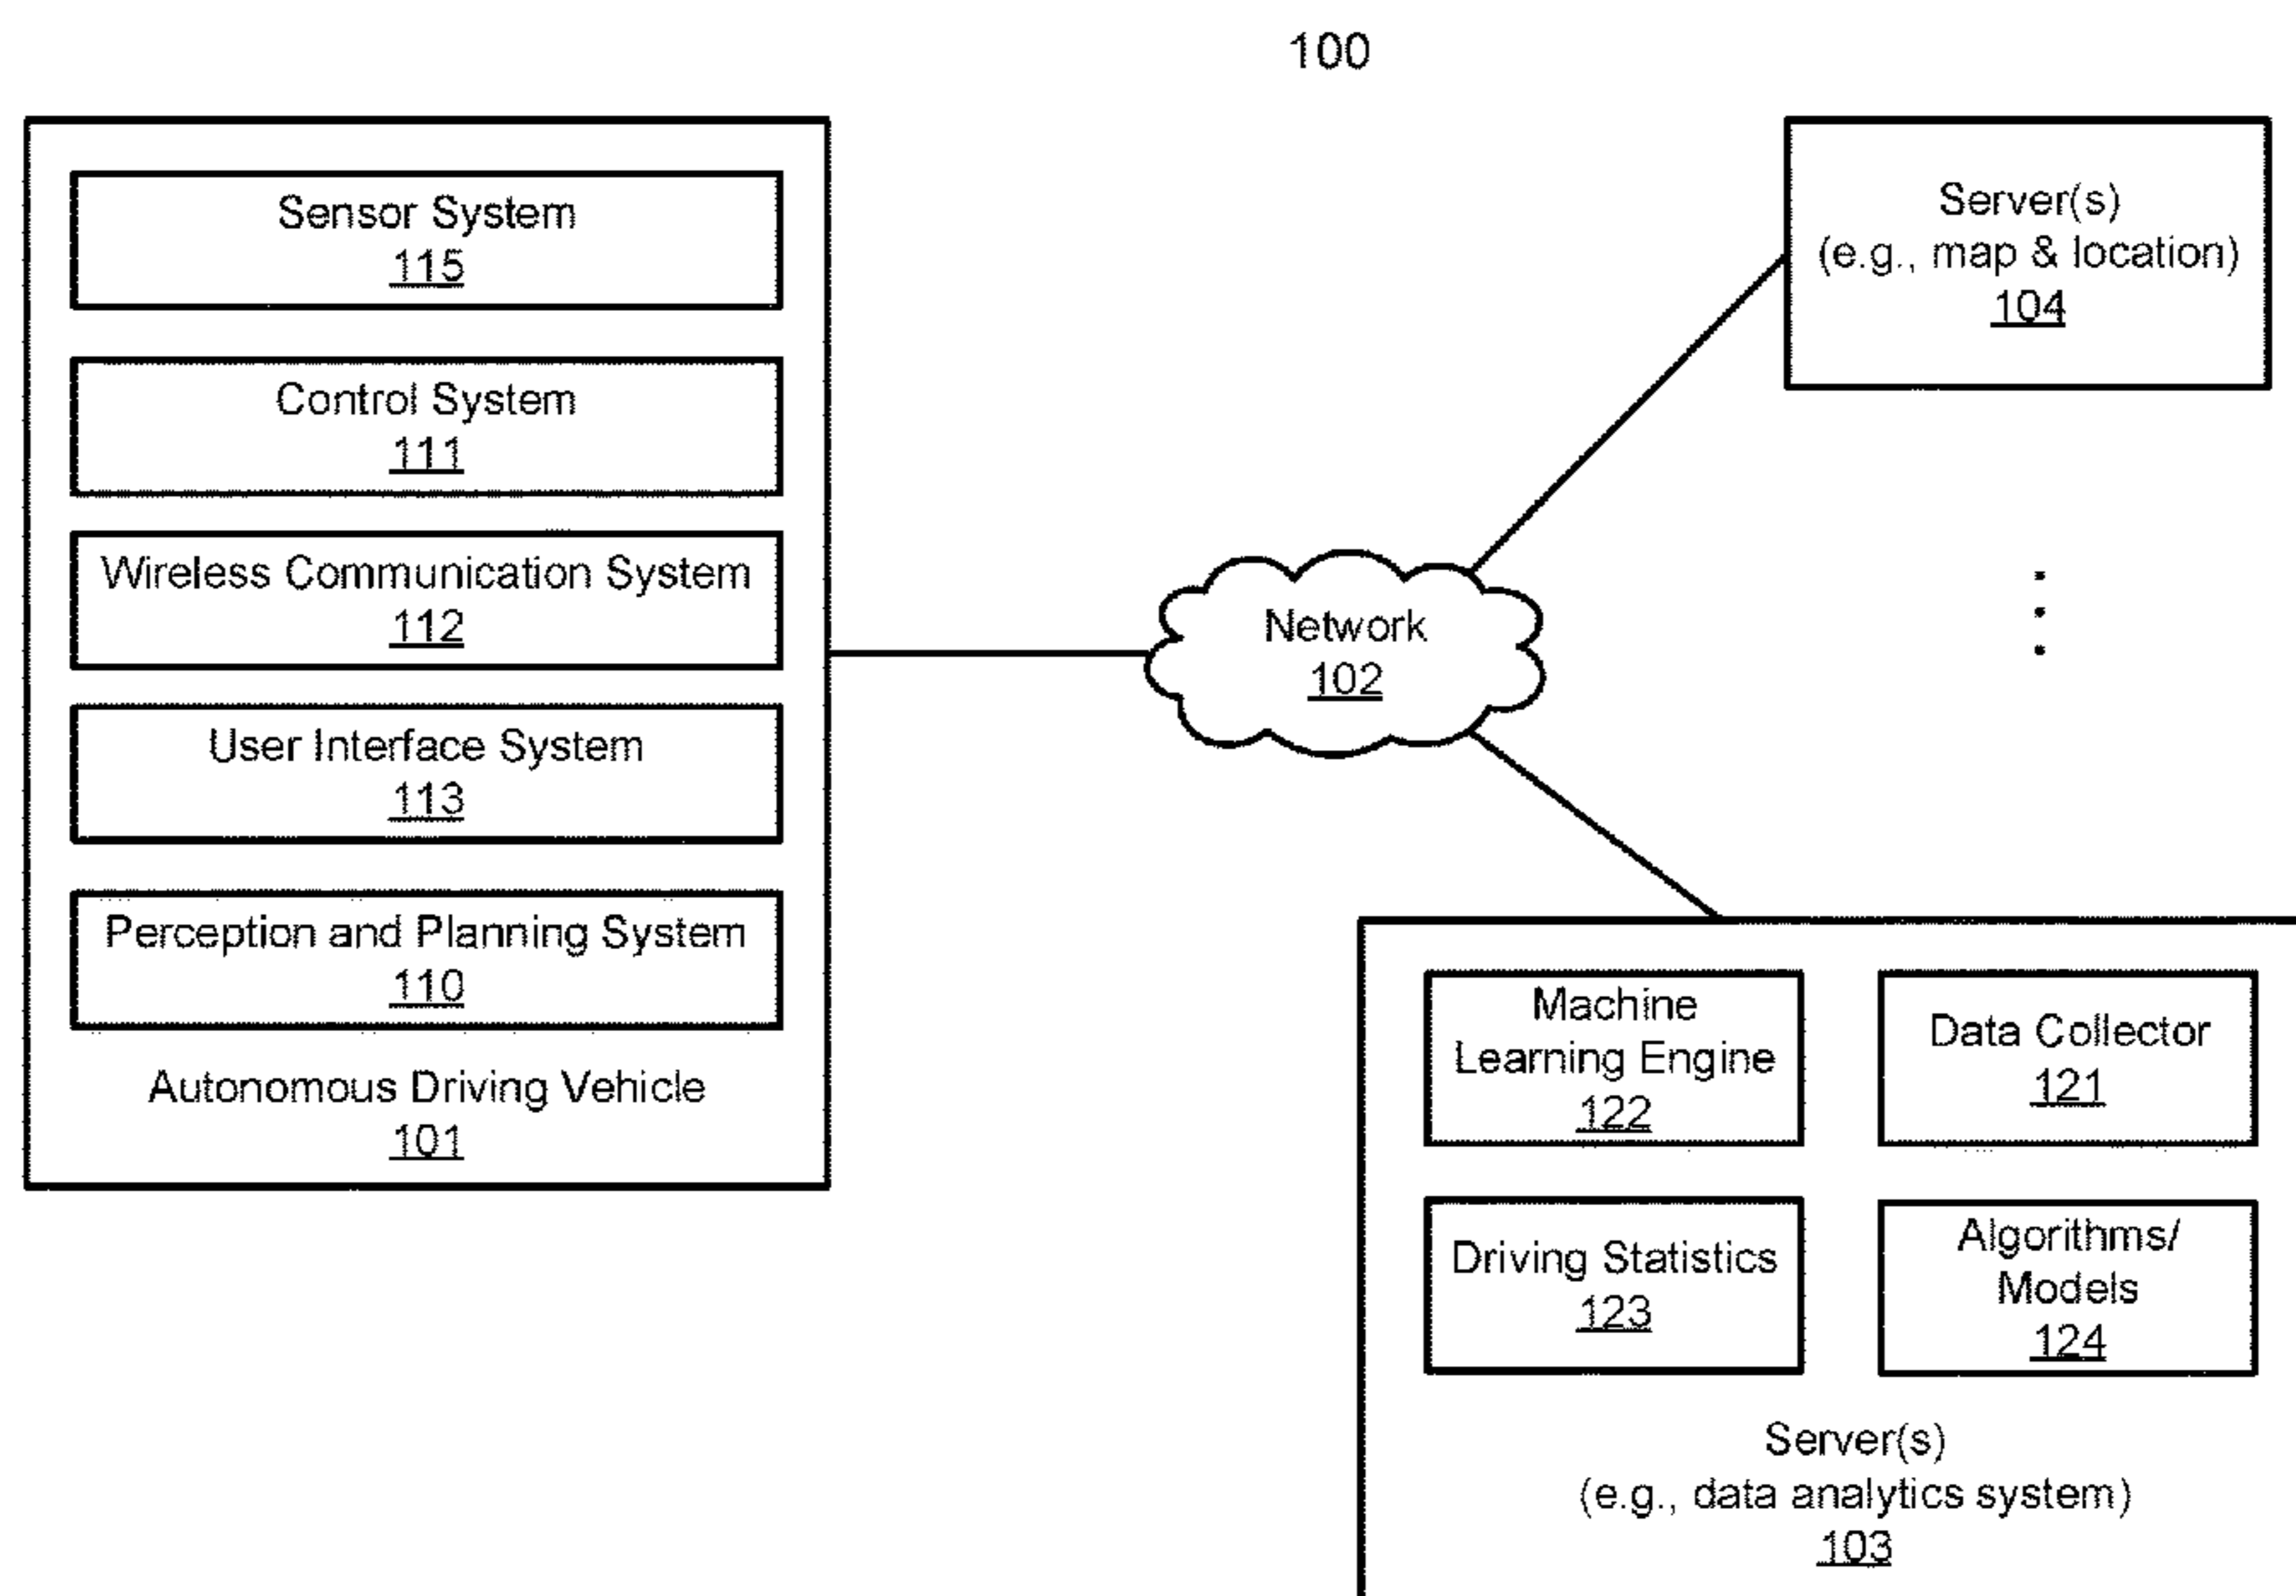 100
Sensor System
115
Control System
111
Wireless Communication System
112
User Interface System
113
Perception and Planning System
110
Autonomous Driving Vehicle
101
Network
102
Server(s)
(e.g., map & location)
104
Machine
Learning Engine
122
Data Collector
121
Driving Statistics
123
Algorithms/
Models
124
Server(s)
(e.g., data analytics system)
103